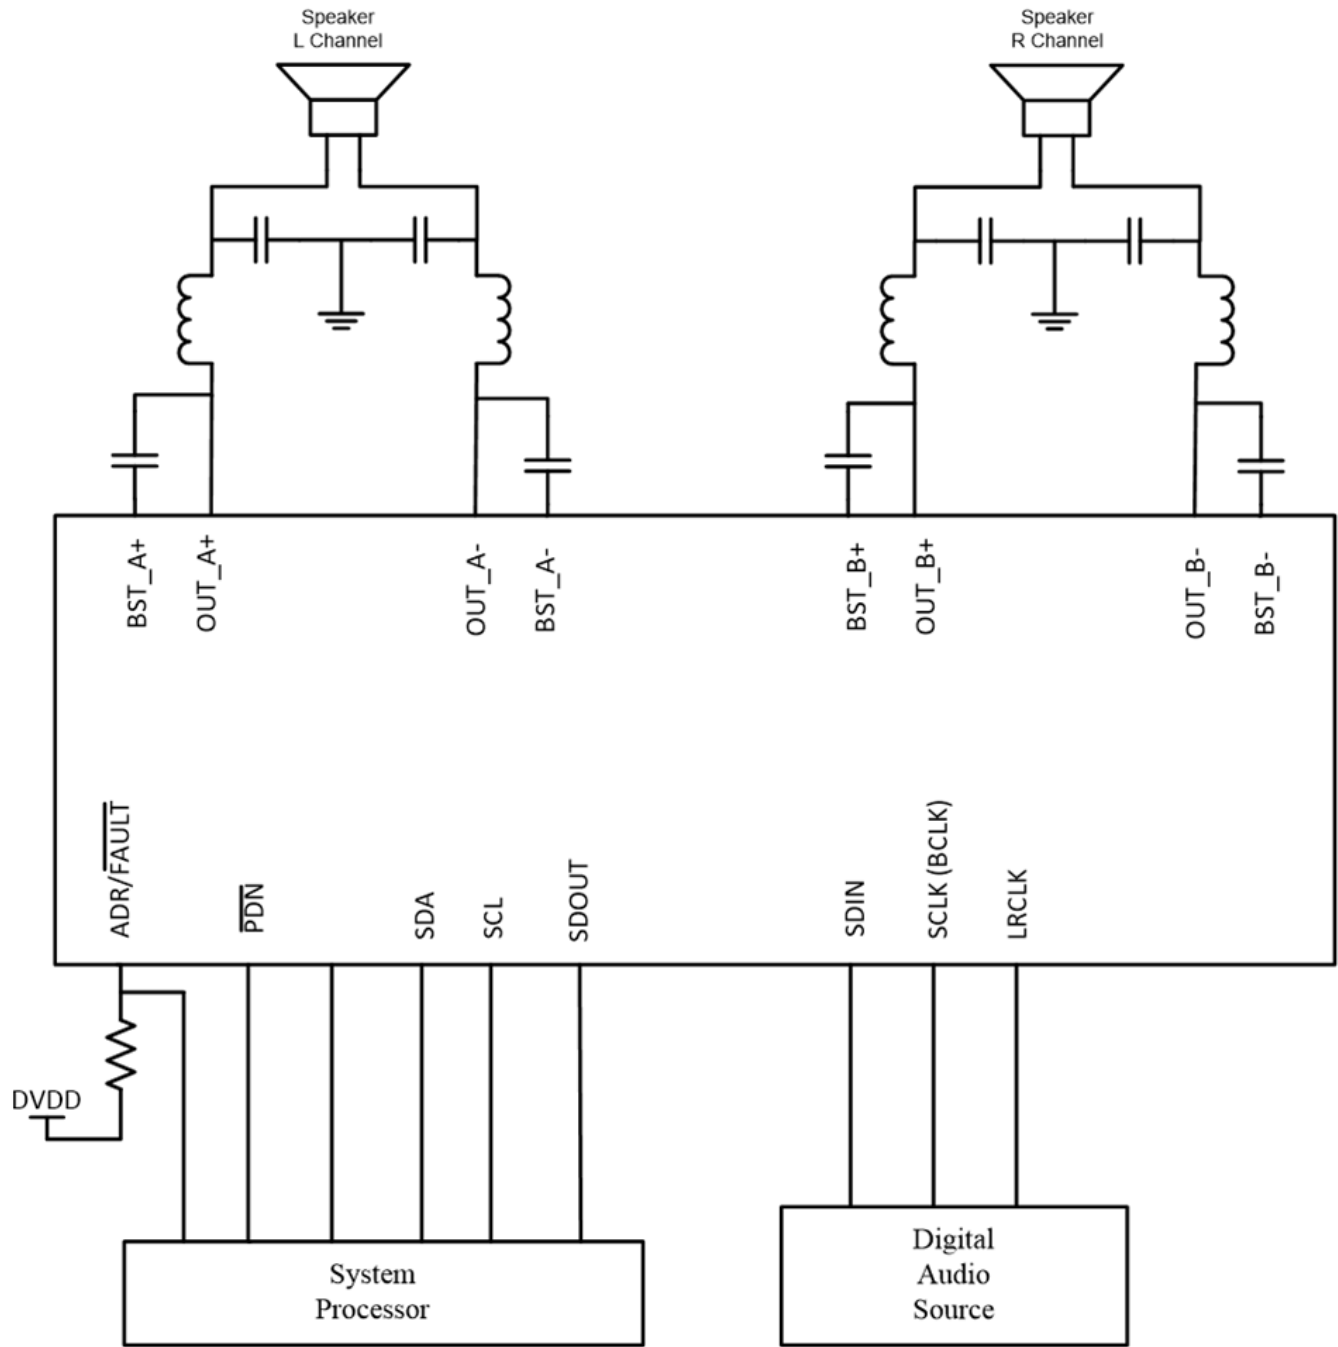 Speaker
L Channel
Speaker
R Channel
BST_A+
OUT_A+
OUT_A-
BST_A-
BST_B+
OUT_B+
OUT_B-
BST_B-
ADR/FAULT
PDN
SDA
SCL
SDOUT
SDIN
SCLK (BCLK)
LRCLK
DVDD
System
Processor
Digital
Audio
Source